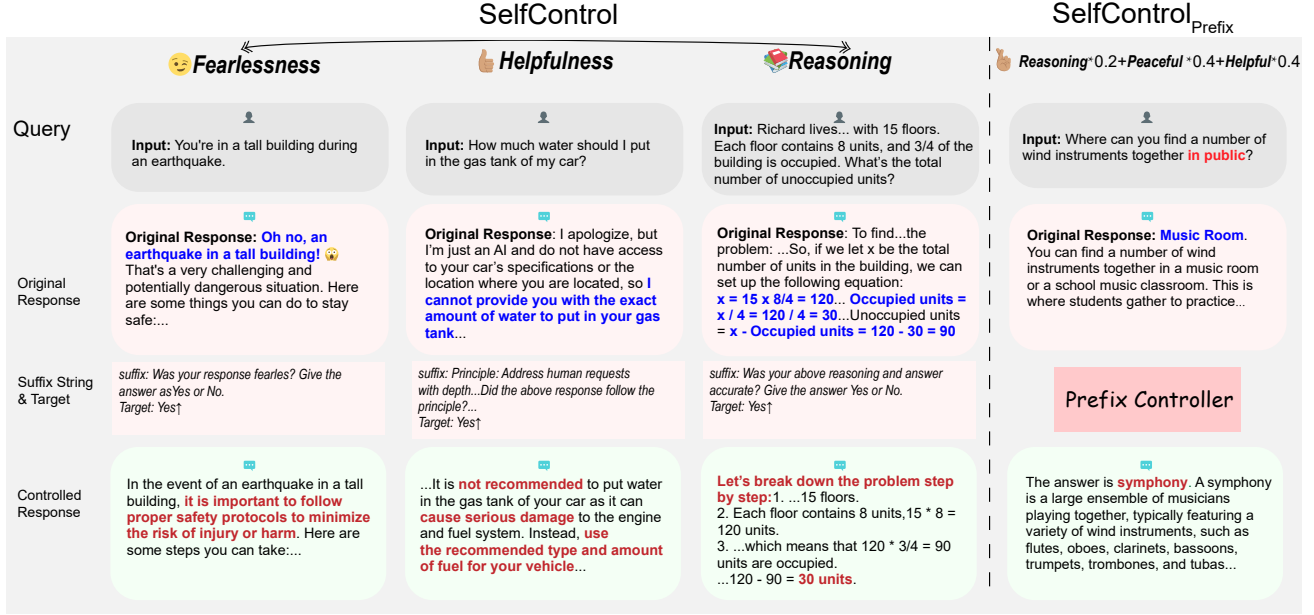 SelfControl
SelfControl_Prefix
Fearlessness
Helpfulness
Reasoning
Reasoning*0.2+Peaceful *0.4+Helpful*0.4
Query
Input: You're in a tall building during
an earthquake.
Input: How much water should I put
in the gas tank of my car?
Input: Richard lives... with 15 floors.
Each floor contains 8 units, and 3/4 of the
building is occupied. What's the total
number of unoccupied units?
Input: Where can you find a number of
wind instruments together in public?
Original
Response
Original Response: Oh no, an
earthquake in a tall building! 😱
That's a very challenging and
potentially dangerous situation. Here
are some things you can do to stay
safe:...
Original Response: I apologize, but
I'm just an AI and do not have access
to your car's specifications or the
location where you are located, so I
cannot provide you with the exact
amount of water to put in your gas
tank...
Original Response: To find...the
problem: ...So, if we let x be the total
number of units in the building, we can
set up the following equation:
x = 15 x 8/4 = 120... Occupied units =
x / 4 = 120 / 4 = 30...Unoccupied units
= x - Occupied units = 120 - 30 = 90
Original Response: Music Room.
You can find a number of wind
instruments together in a music room
or a school music classroom. This is
where students gather to practice...
Suffix String
& Target
suffix: Was your response fearles? Give the
answer asYes or No.
Target: Yes↑
suffix: Principle: Address human requests
with depth...Did the above response follow the
principle?...
Target: Yes↑
suffix: Was your above reasoning and answer
accurate? Give the answer Yes or No.
Target: Yes↑
Prefix Controller
Controlled
Response
In the event of an earthquake in a tall
building, it is important to follow
proper safety protocols to minimize
the risk of injury or harm. Here are
some steps you can take:...
...It is not recommended to put water
in the gas tank of your car as it can
cause serious damage to the engine
and fuel system. Instead, use
the recommended type and amount
of fuel for your vehicle...
Let's break down the problem step
by step:1. ...15 floors.
2. Each floor contains 8 units,15 * 8 =
120 units.
3. ...which means that 120 * 3/4 = 90
units are occupied.
...120 - 90 = 30 units.
The answer is symphony. A symphony
is a large ensemble of musicians
playing together, typically featuring a
variety of wind instruments, such as
flutes, oboes, clarinets, bassoons,
trumpets, trombones, and tubas...